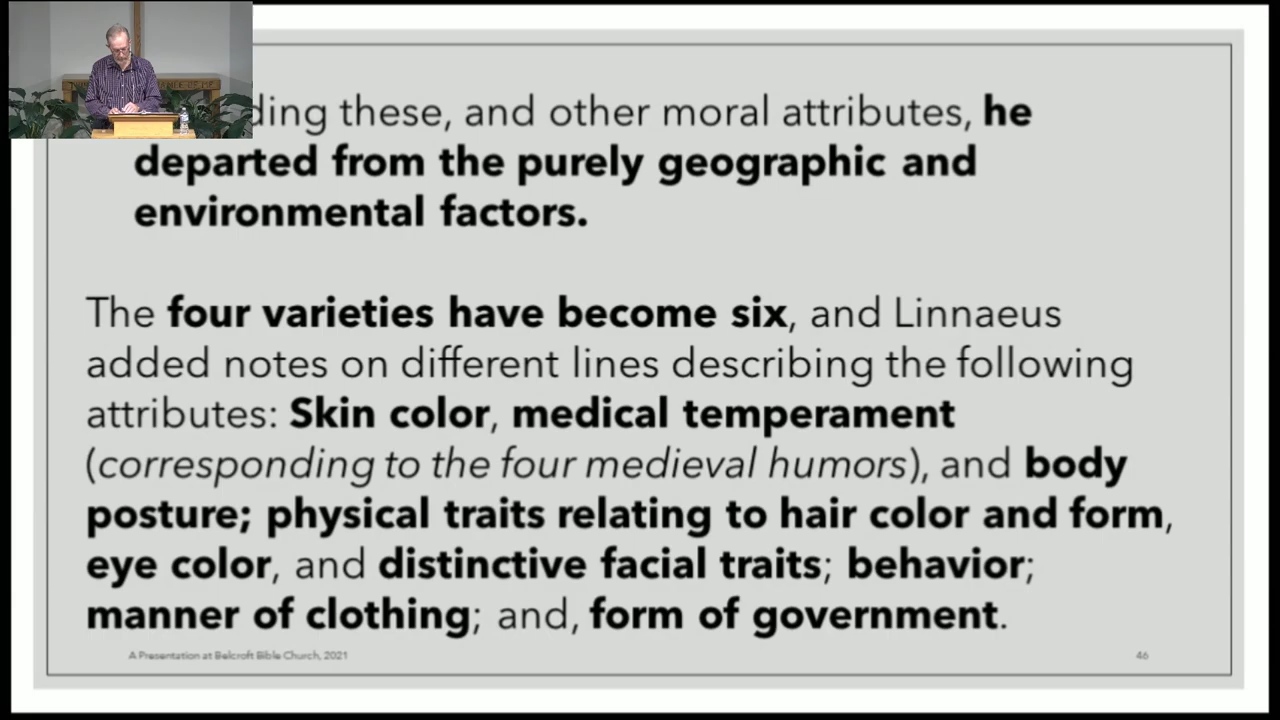 these, and other moral attributes, he
departed from the purely geographic and
environmental factors.
The four varieties have become six, and Linnaeus
added notes on different lines describing the following
attributes: Skin color, medical temperament
(corresponding to the four medieval humors), and body
posture; physical traits relating to hair color and form,
eye color, and distinctive facial traits; behavior;
manner of clothing; and, form of government.
A Presentation at Belcroft Bible Church, 2021
46